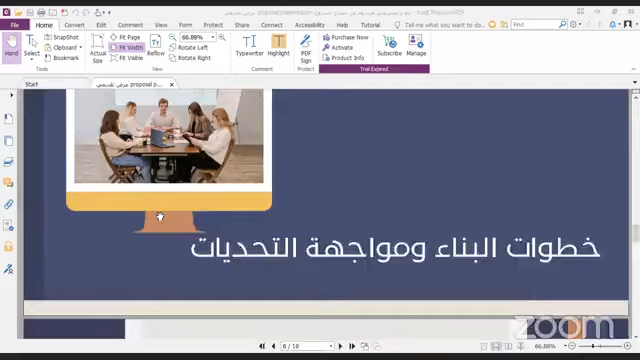 File Home Convert Edit Comment View Form Protect Share Help Tutorial Tell me what you want to do... Find
Hand Select SnapShot Clipboard Bookmark Actual Size Fit Page Fit Width Fit Visible Reflow 66.88% Rotate Left Rotate Right Typewriter Highlight PDF Sign Purchase Now Activate Product Info Subscribe Manage
Tools View Comment Protect Trial Expired
Start عرض تقديمي proposal p...
خطوات البناء ومواجهة التحديات
zoom
8 / 10 66.88%